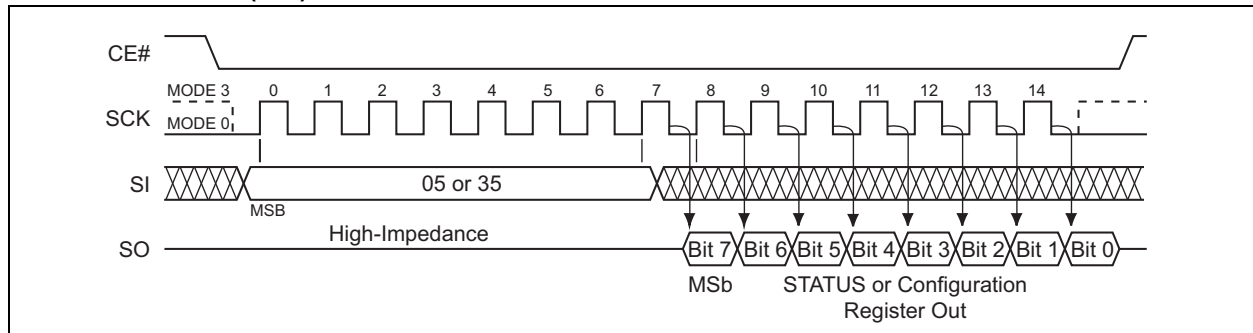 CE#
MODE 3 0 1 2 3 4 5 6 7 8 9 10 11 12 13 14
SCK
MODE 0
SI 05 or 35
MSB
High-Impedance
SO Bit 7 Bit 6 Bit 5 Bit 4 Bit 3 Bit 2 Bit 1 Bit 0
MSb STATUS or Configuration
Register Out